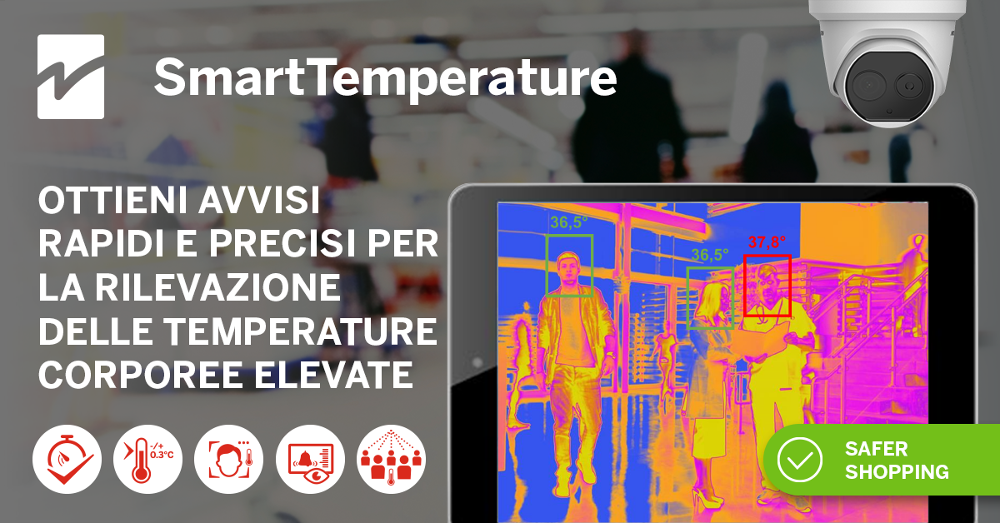 SmartTemperature
OTTIENI AVVISI
RAPIDI E PRECISI PER
LA RILEVAZIONE
DELLE TEMPERATURE
CORPOREE ELEVATE
36,5°
36,5°
37,8°
-/+
0.3°C
SAFER
SHOPPING